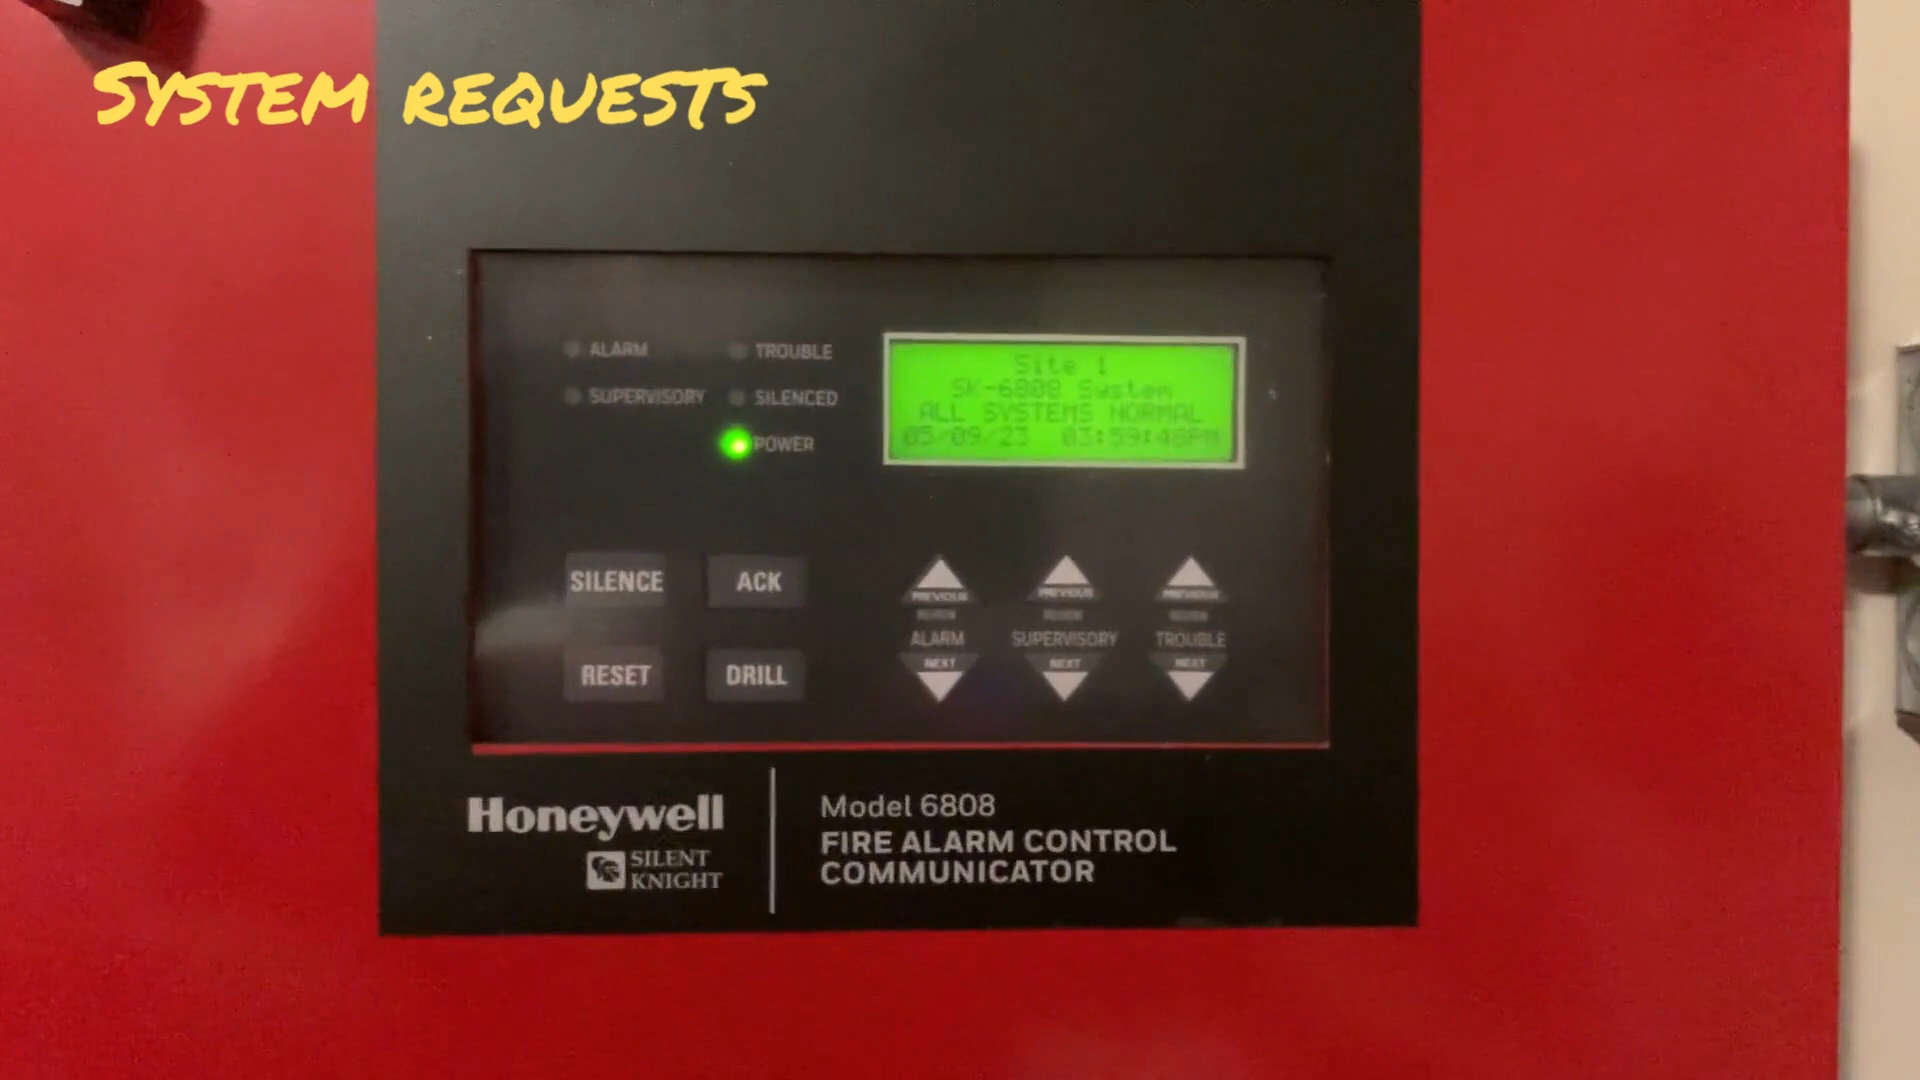 SYSTEM REQUESTS
ALARM
TROUBLE
SUPERVISORY
SILENCED
POWER
Site 1
SK-6808 System
ALL SYSTEMS NORMAL
05/09/23 03:59:48PM
SILENCE
ACK
RESET
DRILL
PREVIOUS
REVIEW
ALARM
NEXT
PREVIOUS
REVIEW
SUPERVISORY
NEXT
PREVIOUS
REVIEW
TROUBLE
NEXT
Honeywell
SILENT
KNIGHT
Model 6808
FIRE ALARM CONTROL
COMMUNICATOR